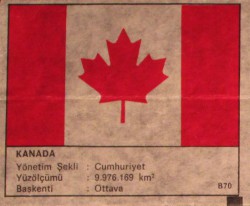 KANADA
Yönetim Şekli : Cumhuriyet
Yüzölçümü : 9.976.169 km²
Başkenti : Ottava
B70